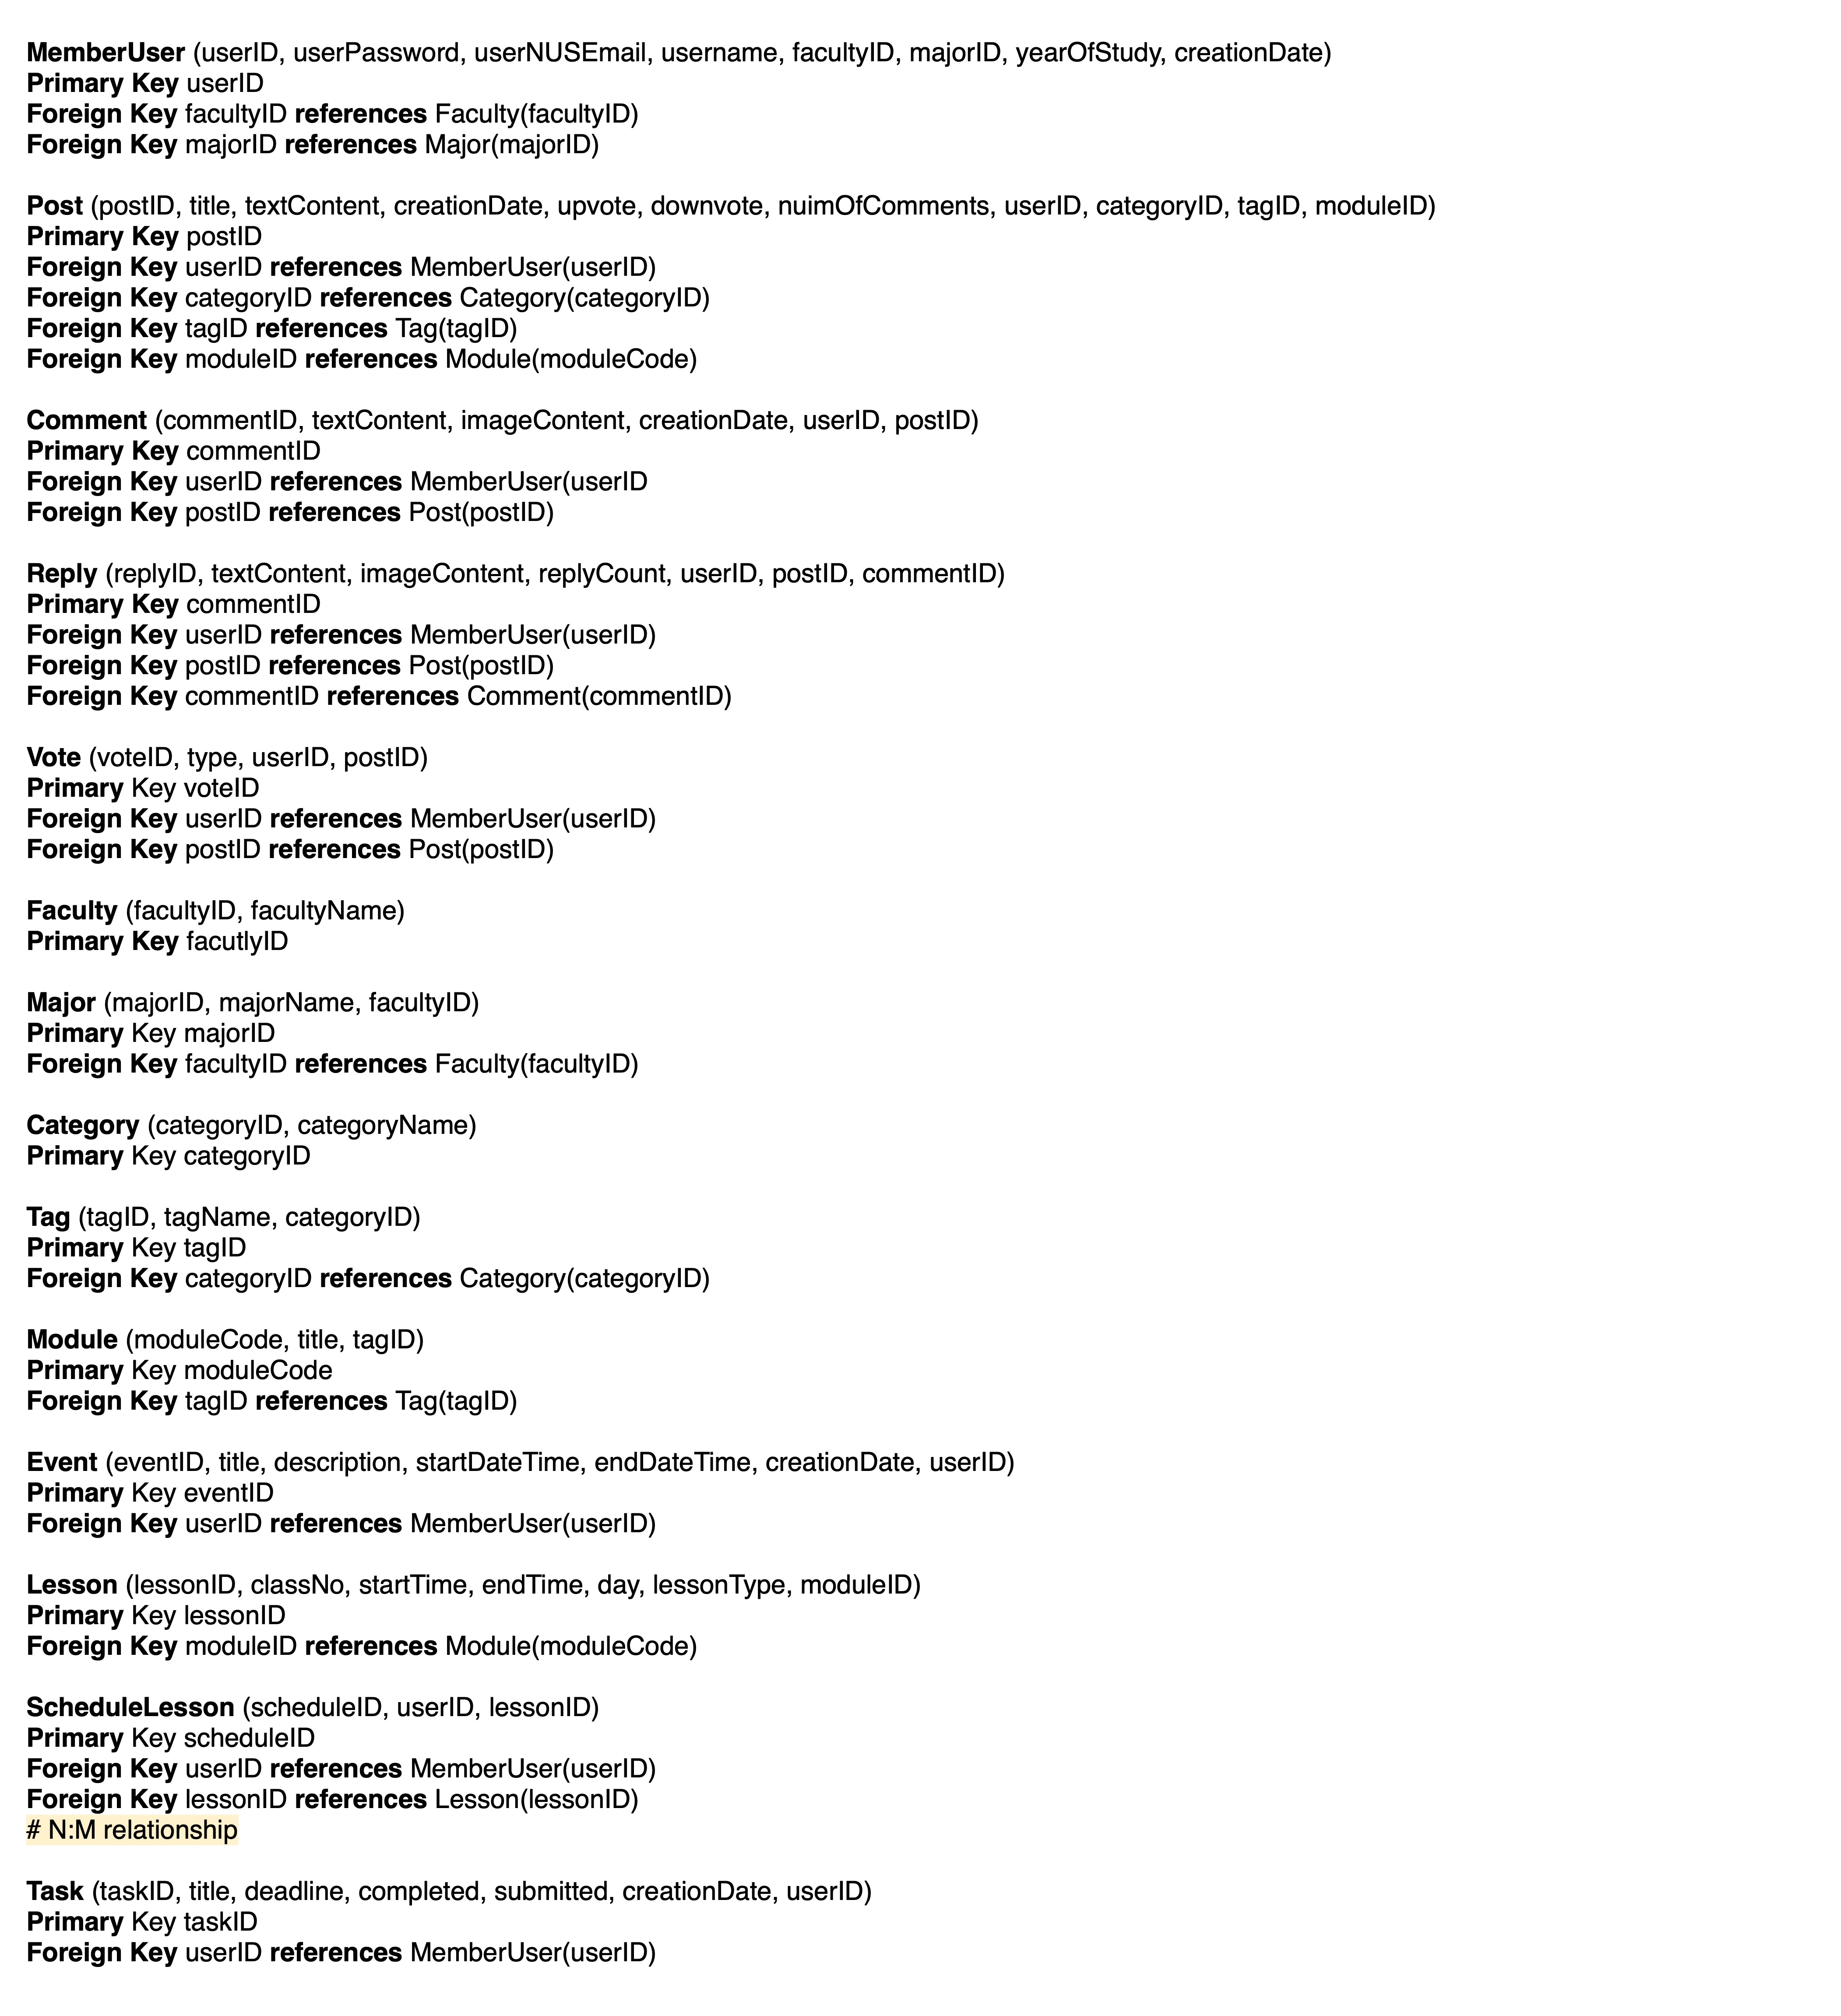 MemberUser (userID, userPassword, userNUSEmail, username, facultyID, majorID, yearOfStudy, creationDate)
Primary Key userID
Foreign Key facultyID references Faculty(facultyID)
Foreign Key majorID references Major(majorID)
Post (postID, title, textContent, creationDate, upvote, downvote, nuimOfComments, userID, categoryID, tagID, moduleID)
Primary Key postID
Foreign Key userID references MemberUser(userID)
Foreign Key categoryID references Category(categoryID)
Foreign Key tagID references Tag(tagID)
Foreign Key moduleID references Module(moduleCode)
Comment (commentID, textContent, imageContent, creationDate, userID, postID)
Primary Key commentID
Foreign Key userID references MemberUser(userID
Foreign Key postID references Post(postID)
Reply (replyID, textContent, imageContent, replyCount, userID, postID, commentID)
Primary Key commentID
Foreign Key userID references MemberUser(userID)
Foreign Key postID references Post(postID)
Foreign Key commentID references Comment(commentID)
Vote (voteID, type, userID, postID)
Primary Key voteID
Foreign Key userID references MemberUser(userID)
Foreign Key postID references Post(postID)
Faculty (facultyID, facultyName)
Primary Key facutlyID
Major (majorID, majorName, facultyID)
Primary Key majorID
Foreign Key facultyID references Faculty(facultyID)
Category (categoryID, categoryName)
Primary Key categoryID
Tag (tagID, tagName, categoryID)
Primary Key tagID
Foreign Key categoryID references Category(categoryID)
Module (moduleCode, title, tagID)
Primary Key moduleCode
Foreign Key tagID references Tag(tagID)
Event (eventID, title, description, startDateTime, endDateTime, creationDate, userID)
Primary Key eventID
Foreign Key userID references MemberUser(userID)
Lesson (lessonID, classNo, startTime, endTime, day, lessonType, moduleID)
Primary Key lessonID
Foreign Key moduleID references Module(moduleCode)
ScheduleLesson (scheduleID, userID, lessonID)
Primary Key scheduleID
Foreign Key userID references MemberUser(userID)
Foreign Key lessonID references Lesson(lessonID)
# N:M relationship
Task (taskID, title, deadline, completed, submitted, creationDate, userID)
Primary Key taskID
Foreign Key userID references MemberUser(userID)